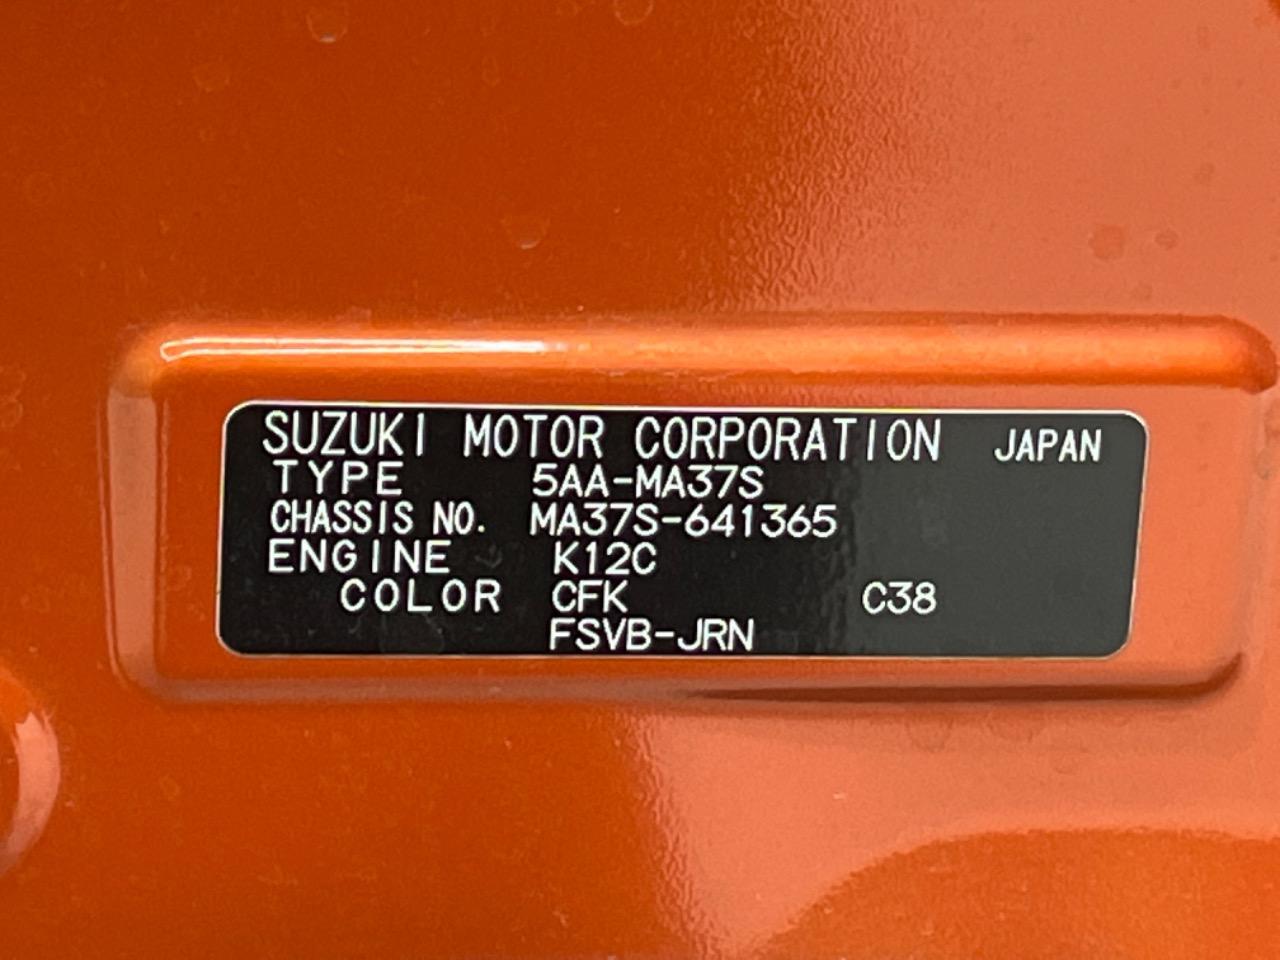 SUZUKI MOTOR CORPORATION JAPAN
TYPE 5AA-MA37S
CHASSIS NO. MA37S-641365
ENGINE K12C
COLOR CFK C38
FSVB-JRN